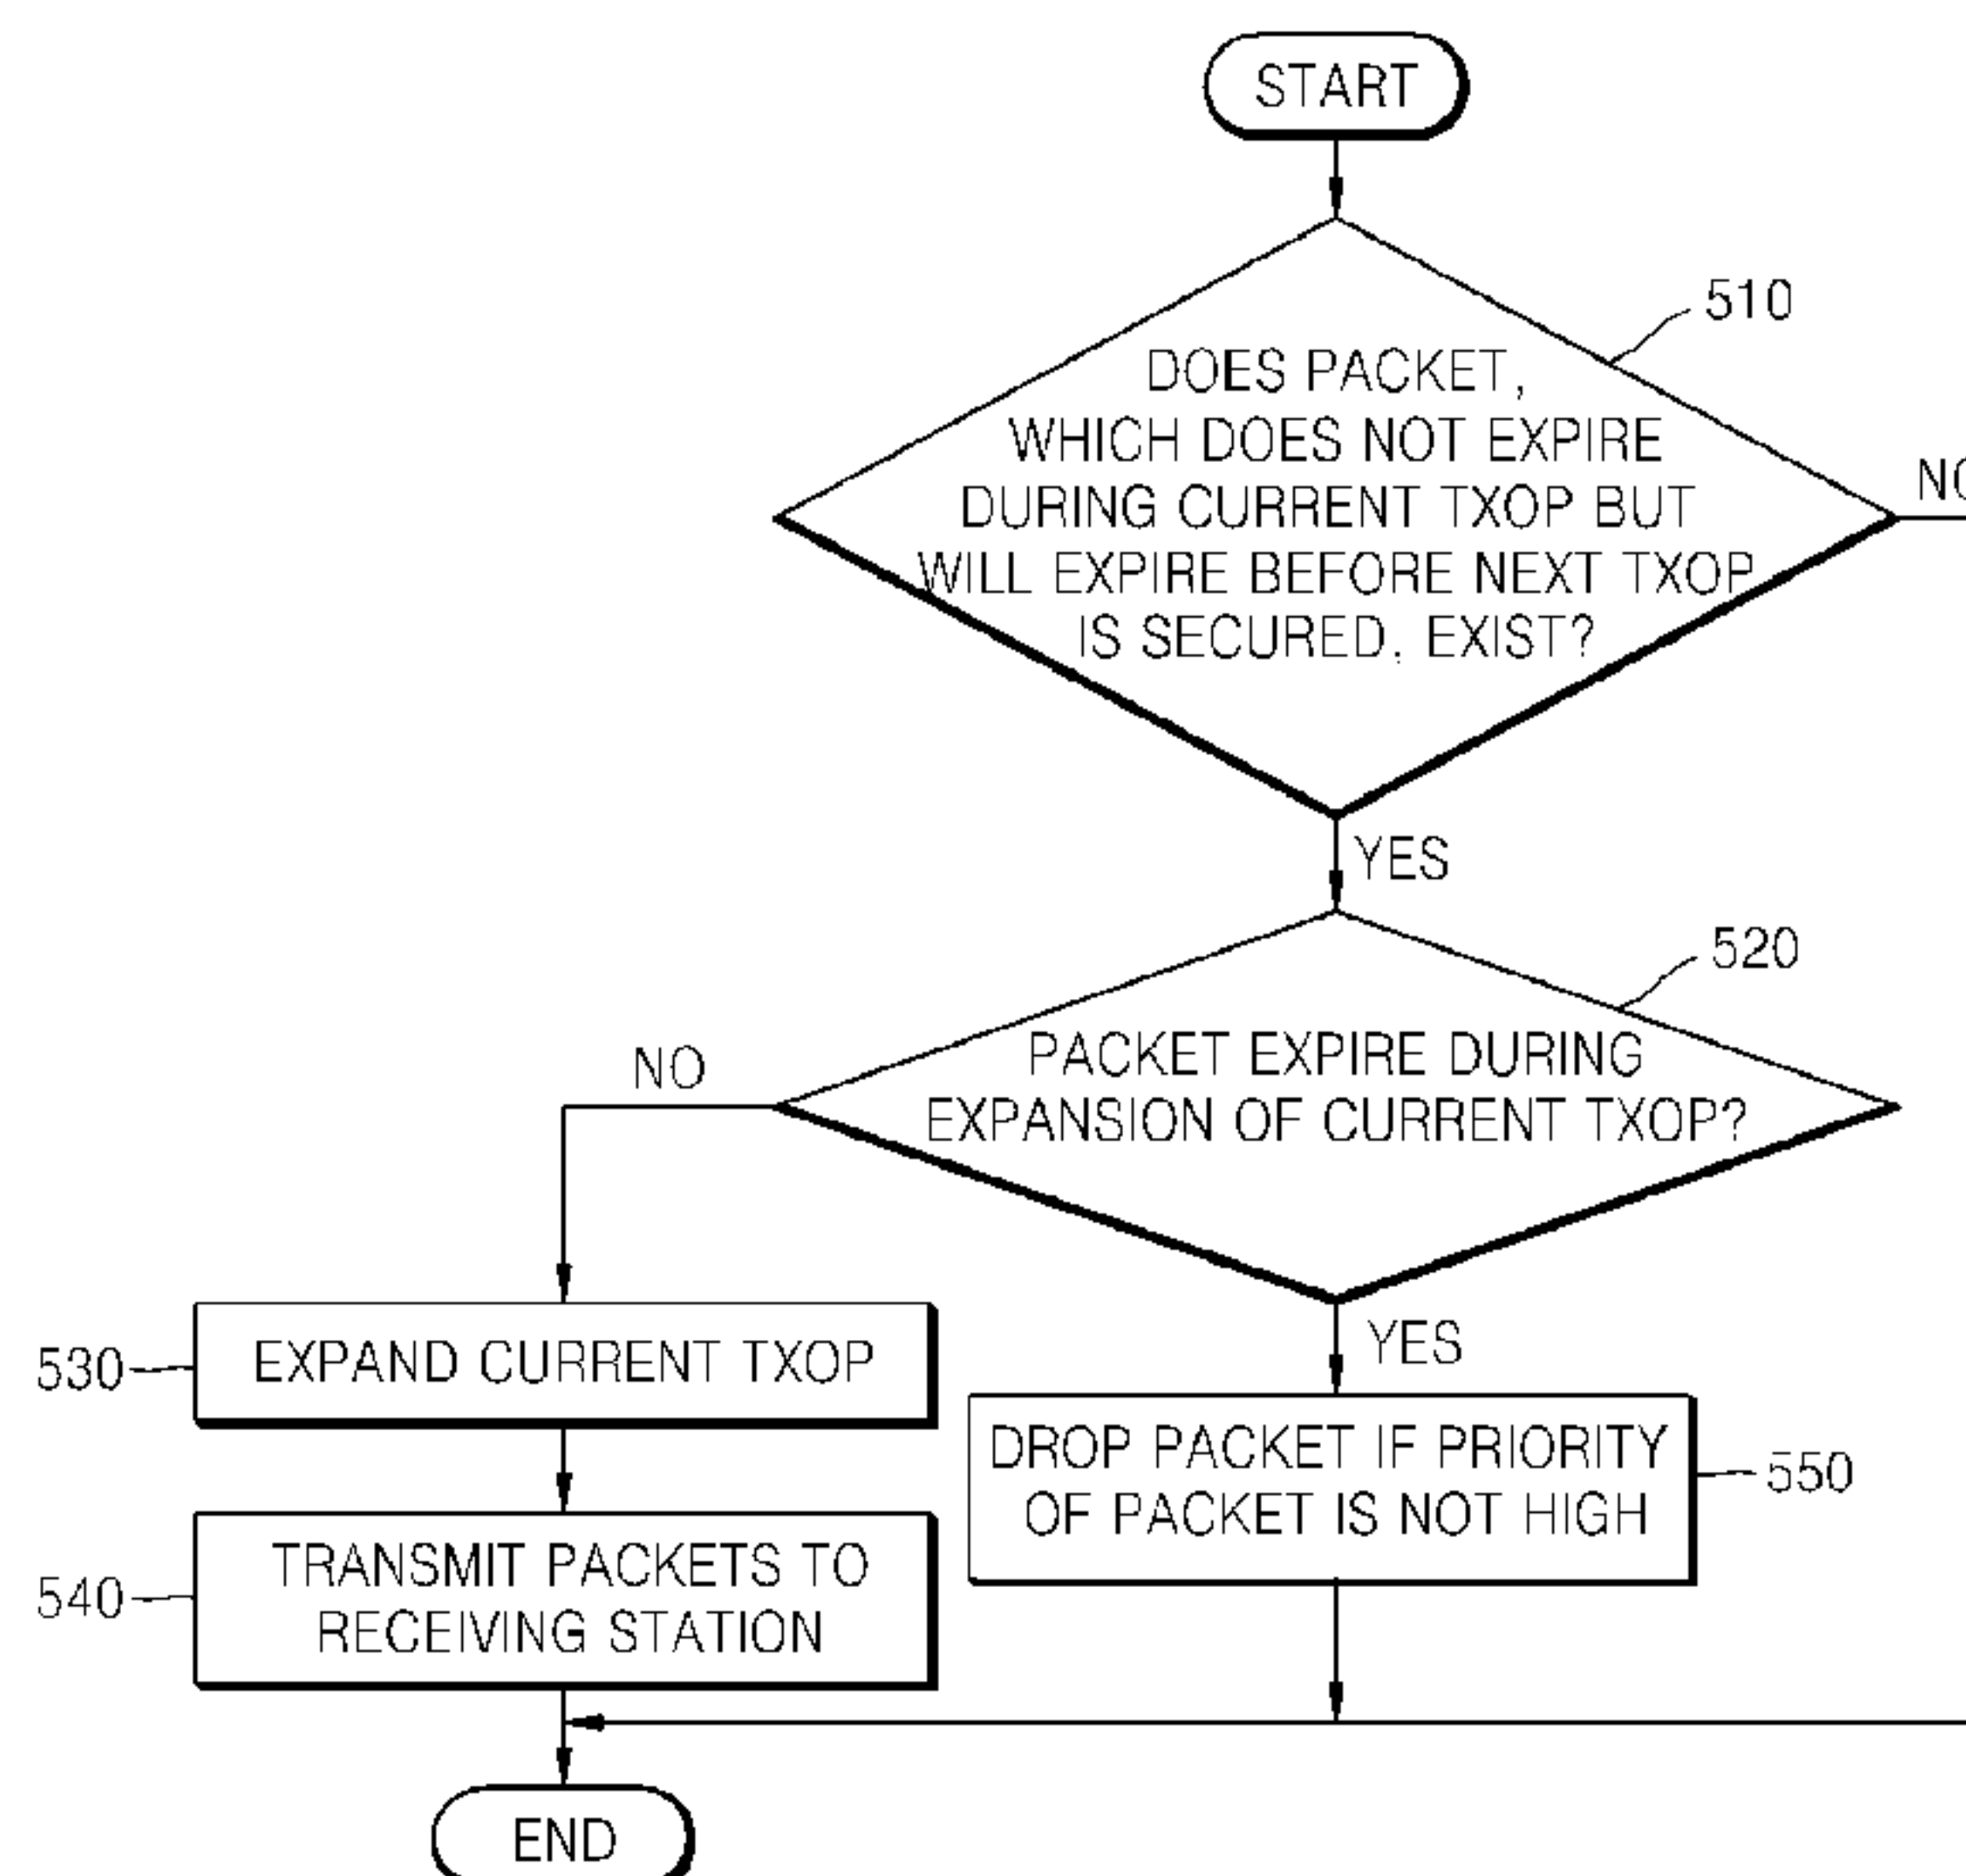 START
510
DOES PACKET,
WHICH DOES NOT EXPIRE
DURING CURRENT TXOP BUT
WILL EXPIRE BEFORE NEXT TXOP
IS SECURED, EXIST?
NO
YES
520
PACKET EXPIRE DURING
EXPANSION OF CURRENT TXOP?
NO
YES
530
EXPAND CURRENT TXOP
DROP PACKET IF PRIORITY
OF PACKET IS NOT HIGH
550
540
TRANSMIT PACKETS TO
RECEIVING STATION
END